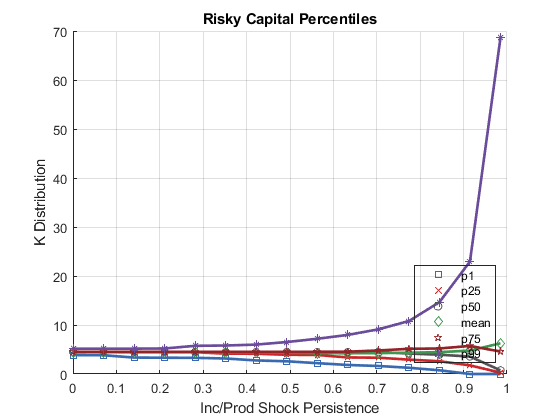 Risky Capital Percentiles
K Distribution
70
60
50
40
30
20
10
0
p1
p25
p50
mean
p75
p99
0 0.1 0.2 0.3 0.4 0.5 0.6 0.7 0.8 0.9 1
Inc/Prod Shock Persistence